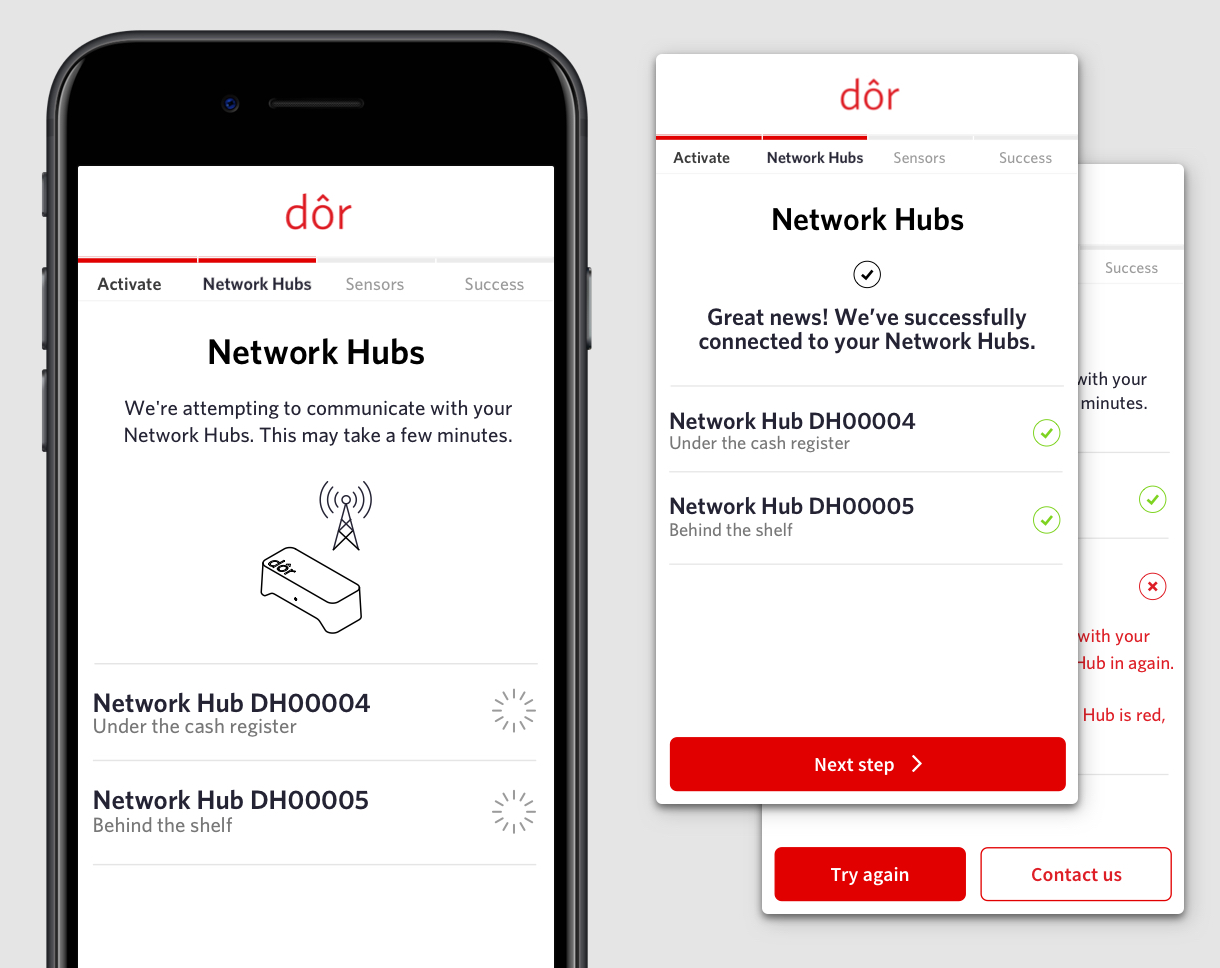 dôr
Activate
Network Hubs
Sensors
Success
Network Hubs
We're attempting to communicate with your
Network Hubs. This may take a few minutes.
dôr
Network Hub DH00004
Under the cash register
Network Hub DH00005
Behind the shelf
dôr
Activate
Network Hubs
Sensors
Success
Network Hubs
Great news! We’ve successfully
connected to your Network Hubs.
Network Hub DH00004
Under the cash register
Network Hub DH00005
Behind the shelf
Next step
Success
with your
minutes.
with your
Hub in again.
Hub is red,
Try again
Contact us